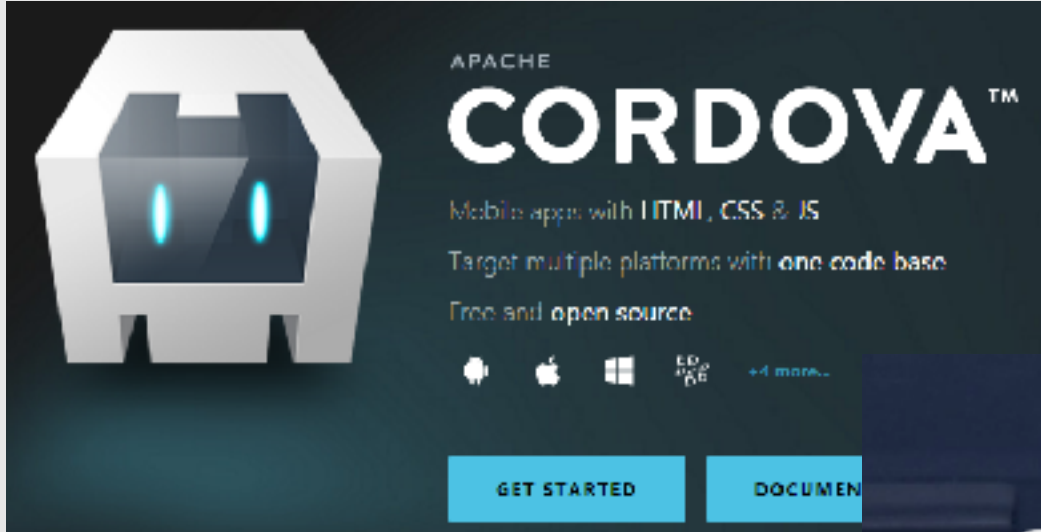 APACHE
CORDOVA™
Mobile apps with HTML, CSS & JS
Target multiple platforms with one code base
Free and open source
+4 more...
GET STARTED
DOCUMEN